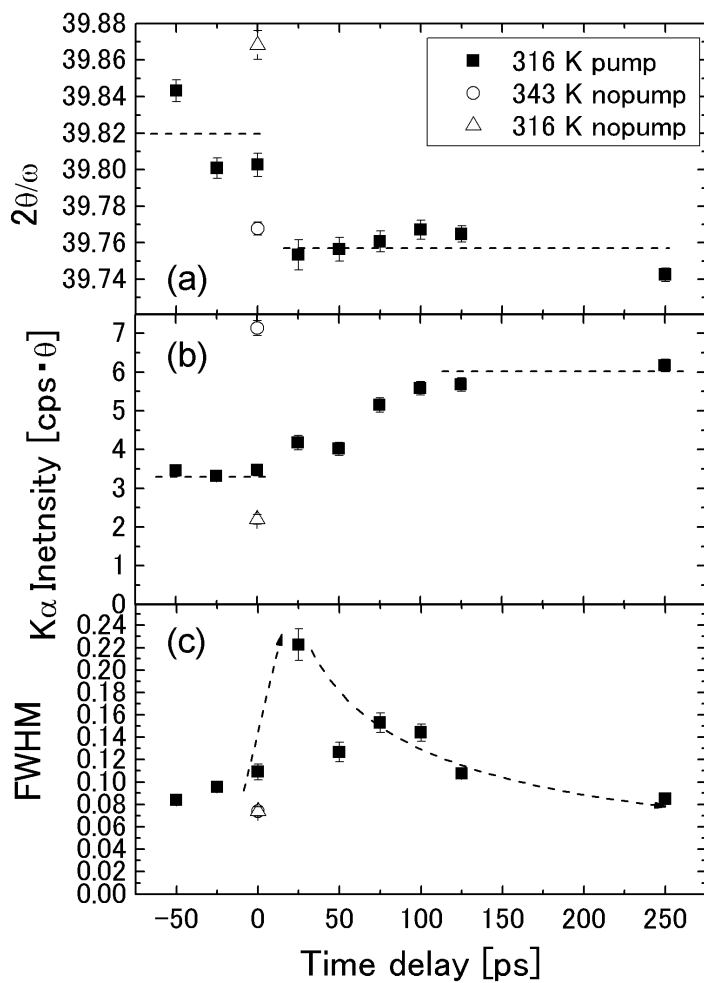 39.88
39.86
39.84
39.82
39.80
39.78
39.76
39.74
2θ/ω
316 K pump
343 K nopump
316 K nopump
(a)
7
6
5
4
3
2
1
0
Kα Inetnsity [cps·θ]
(b)
0.24
0.22
0.20
0.18
0.16
0.14
0.12
0.10
0.08
0.06
0.04
0.02
0.00
FWHM
(c)
-50 0 50 100 150 200 250
Time delay [ps]